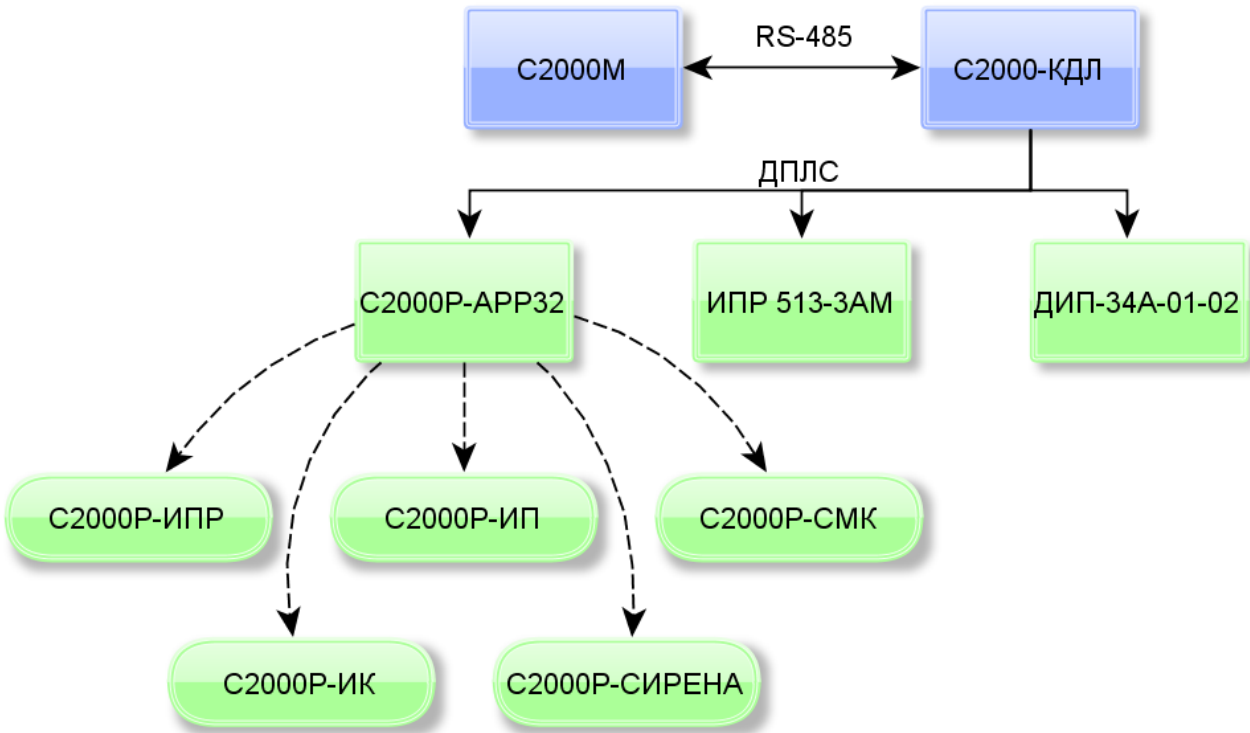 С2000М
RS-485
С2000-КДЛ
ДПЛС
С2000Р-АРР32
ИПР 513-3АМ
ДИП-34А-01-02
С2000Р-ИПР
С2000Р-ИП
С2000Р-СМК
С2000Р-ИК
С2000Р-СИРЕНА